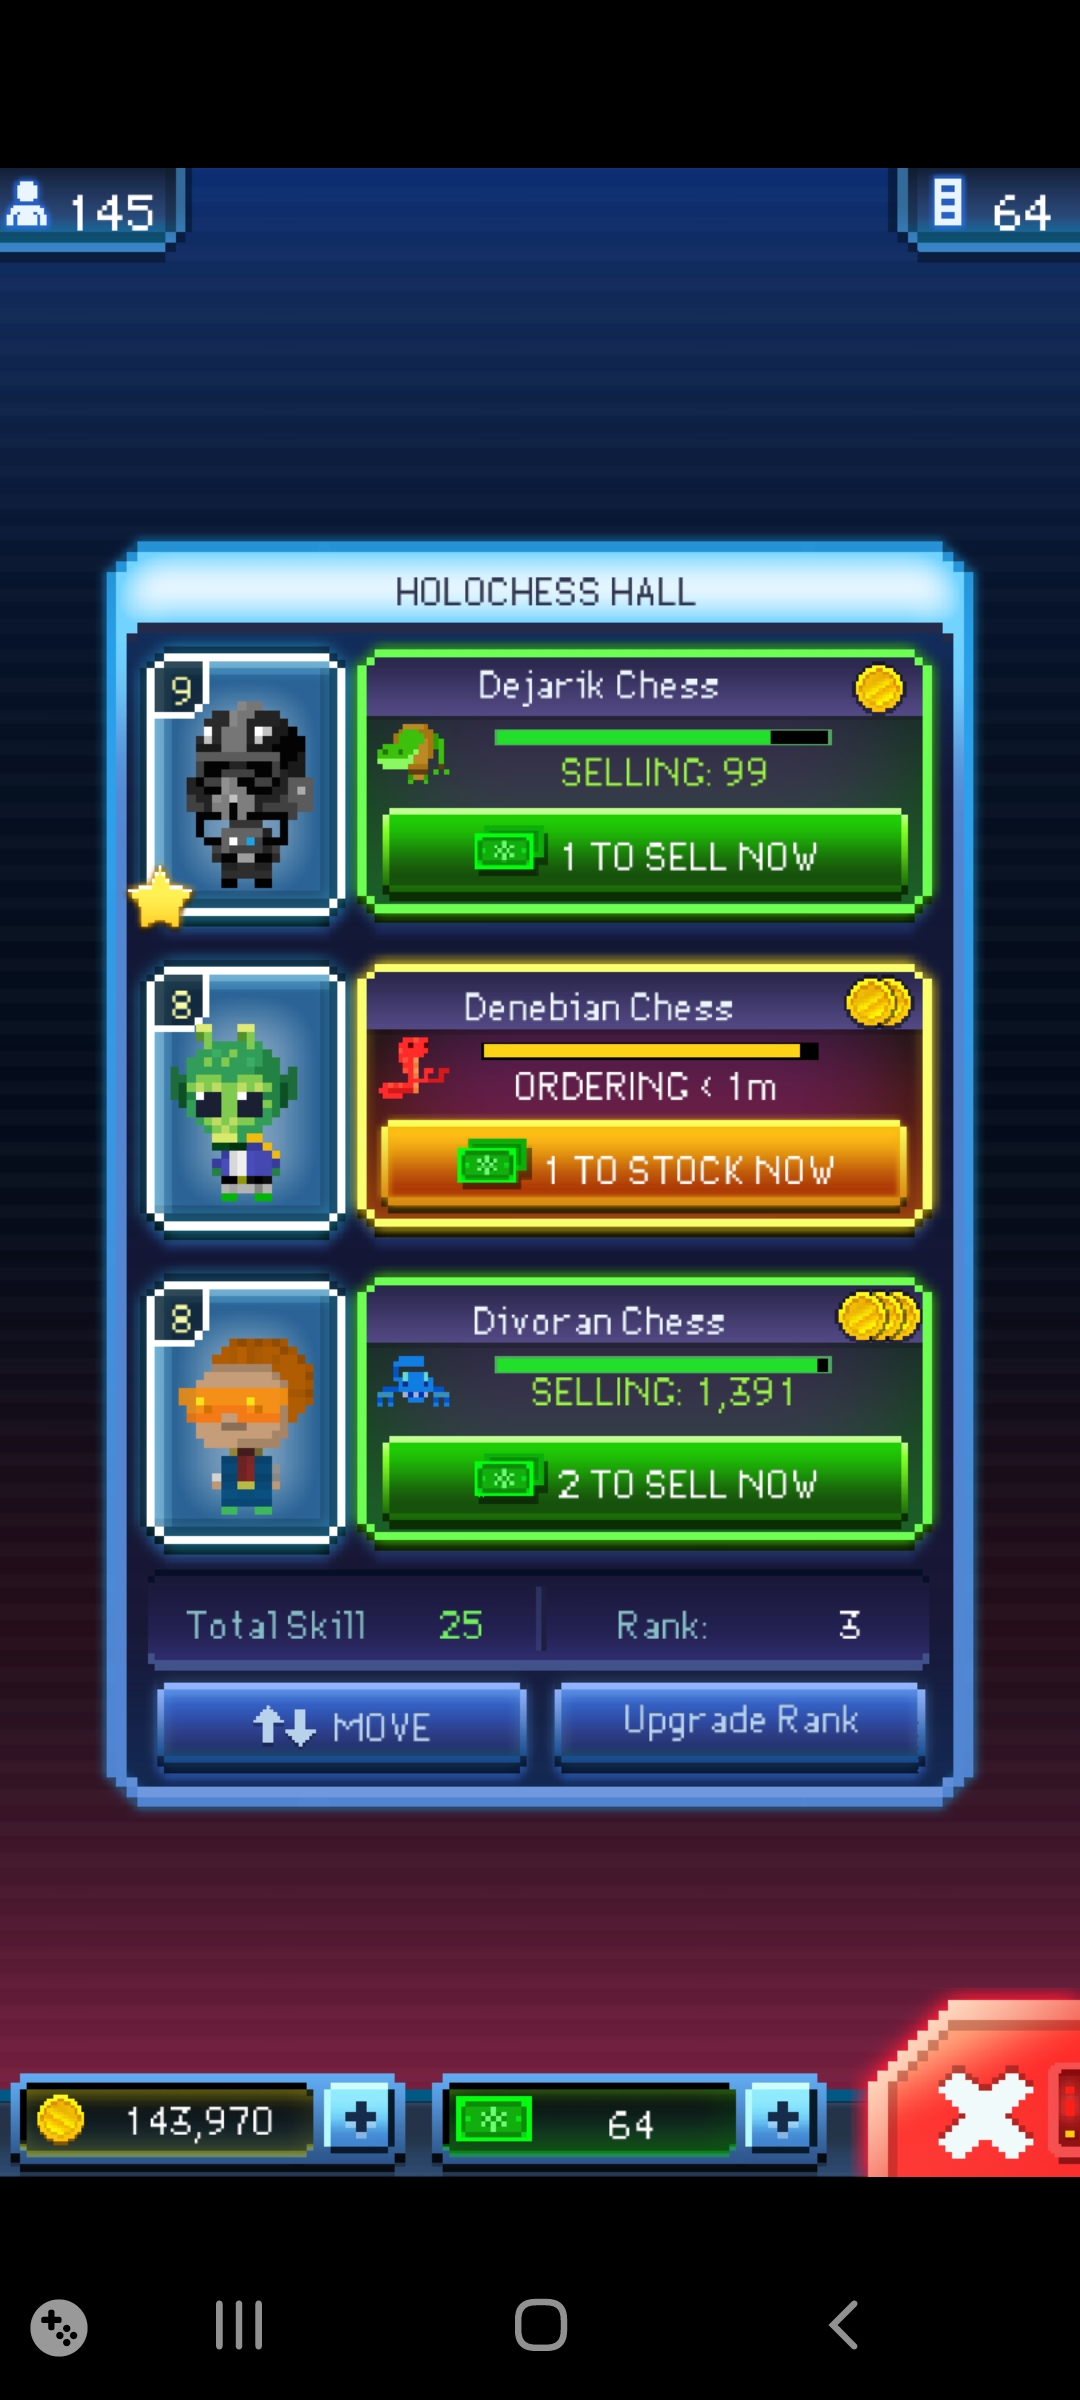 145
64
HOLOCHESS HALL
9
Dejarik Chess
SELLING: 99
1 TO SELL NOW
8
Denebian Chess
ORDERING < 1m
1 TO STOCK NOW
8
Divoran Chess
SELLING: 1,391
2 TO SELL NOW
Total Skill 25 Rank: 3
MOVE Upgrade Rank
143,970 + 64 +